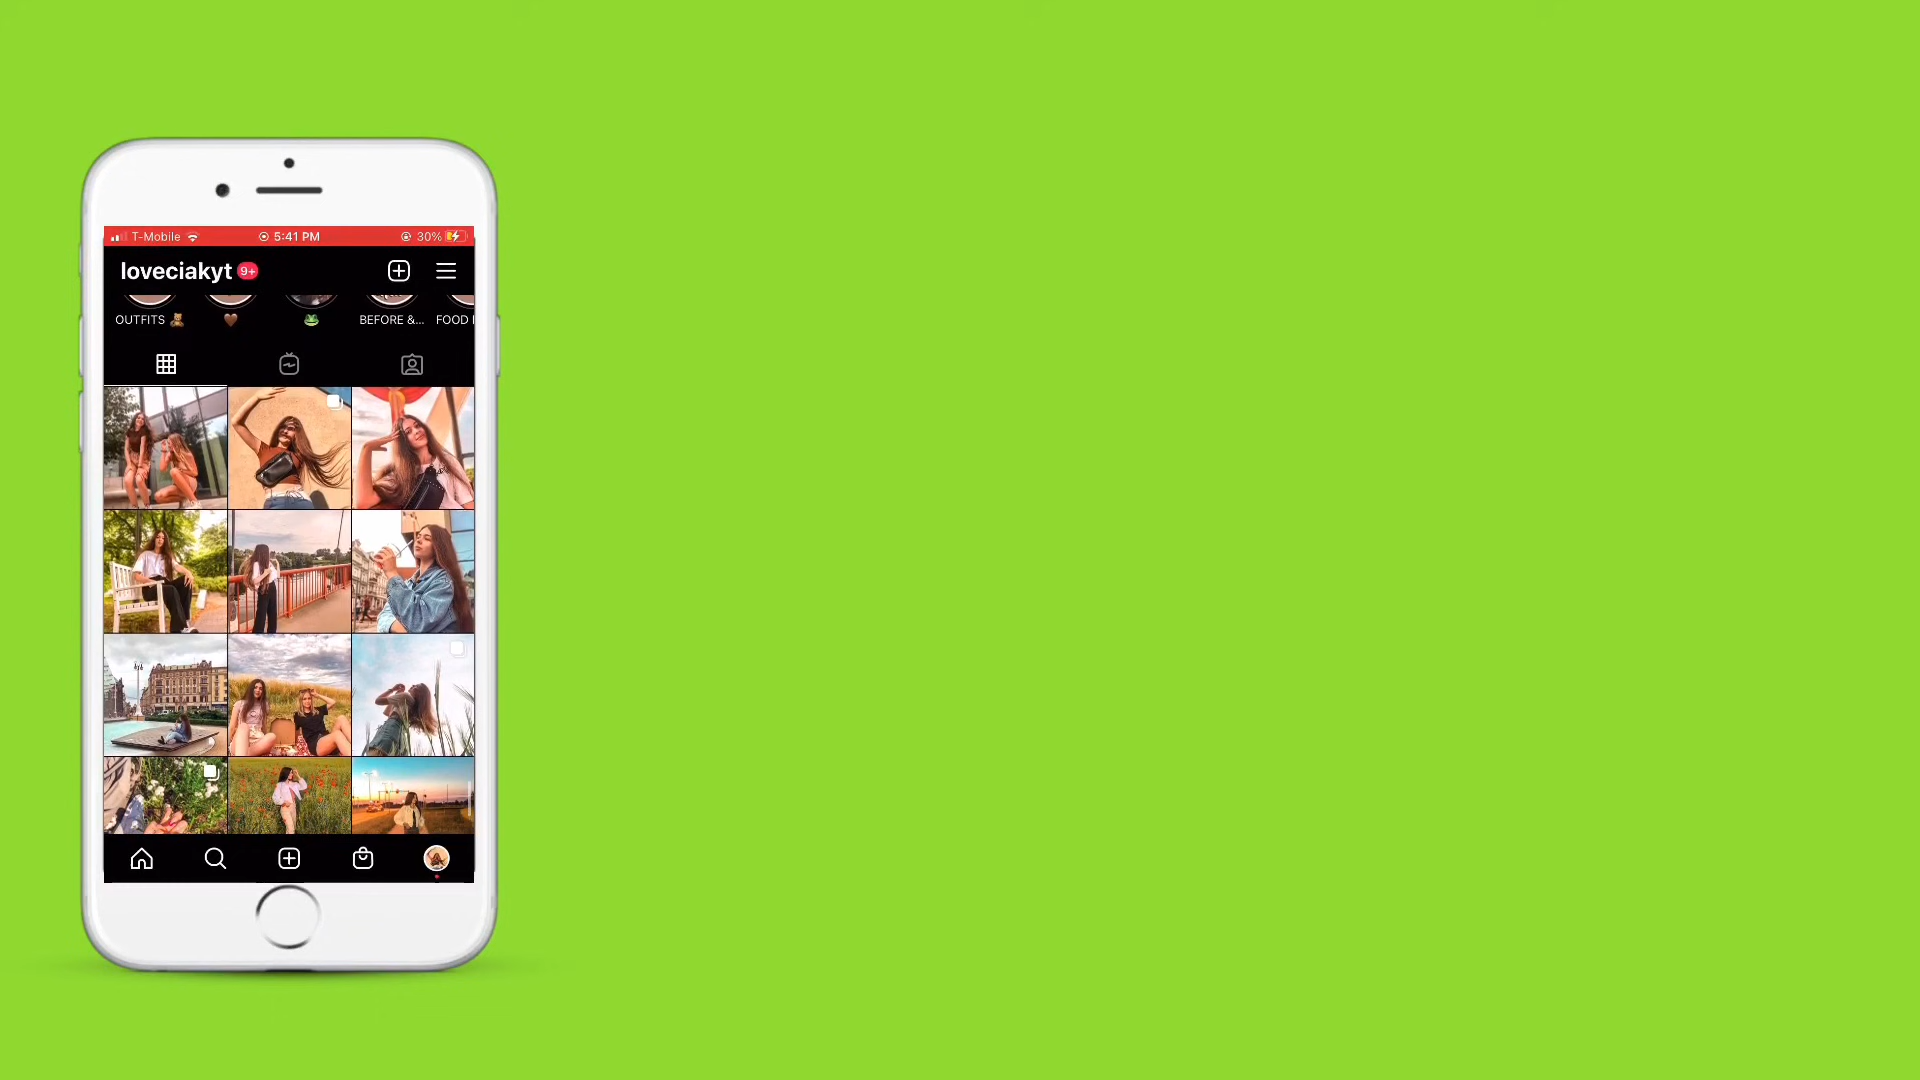 T-Mobile 5:41 PM 30%
loveciakyt 9+
OUTFITS 🧸 🤎 🐸 BEFORE &... FOOD